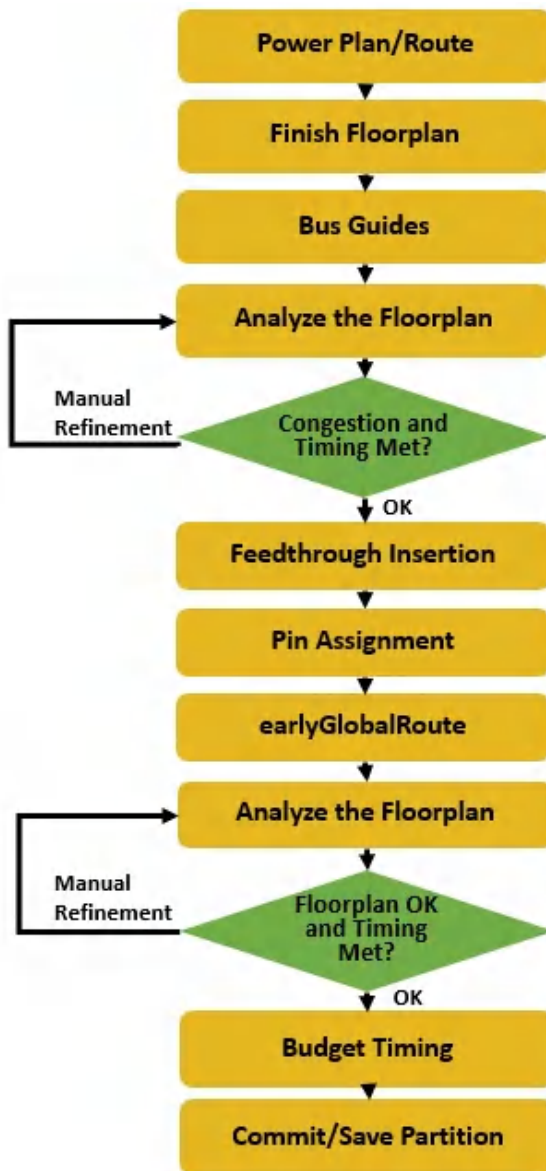 Power Plan/Route
Finish Floorplan
Bus Guides
Analyze the Floorplan
Manual
Refinement
Congestion and
Timing Met?
OK
Feedthrough Insertion
Pin Assignment
earlyGlobalRoute
Analyze the Floorplan
Manual
Refinement
Floorplan OK
and Timing
Met?
OK
Budget Timing
Commit/Save Partition